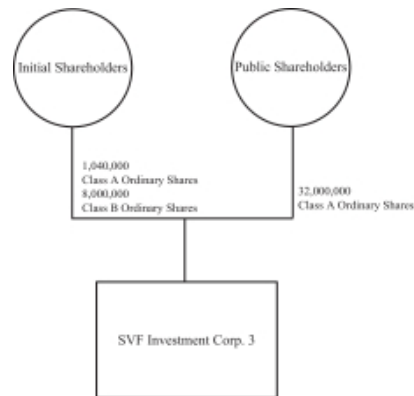 Initial Shareholders
Public Shareholders
1,040,000
Class A Ordinary Shares
8,000,000
Class B Ordinary Shares
32,000,000
Class A Ordinary Shares
SVF Investment Corp. 3